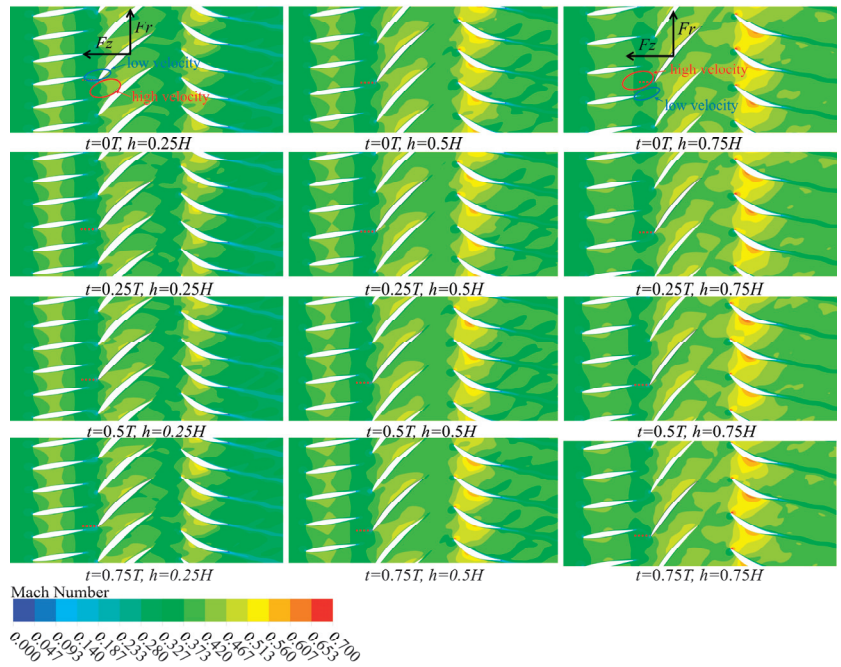 Fr
Fz
low velocity
high velocity
t=0T, h=0.25H
t=0T, h=0.5H
Fr
Fz
high velocity
low velocity
t=0T, h=0.75H
t=0.25T, h=0.25H
t=0.25T, h=0.5H
t=0.25T, h=0.75H
t=0.5T, h=0.25H
t=0.5T, h=0.5H
t=0.5T, h=0.75H
t=0.75T, h=0.25H
t=0.75T, h=0.5H
t=0.75T, h=0.75H
Mach Number
0.000
0.047
0.093
0.140
0.187
0.233
0.280
0.327
0.373
0.420
0.467
0.513
0.560
0.607
0.653
0.700